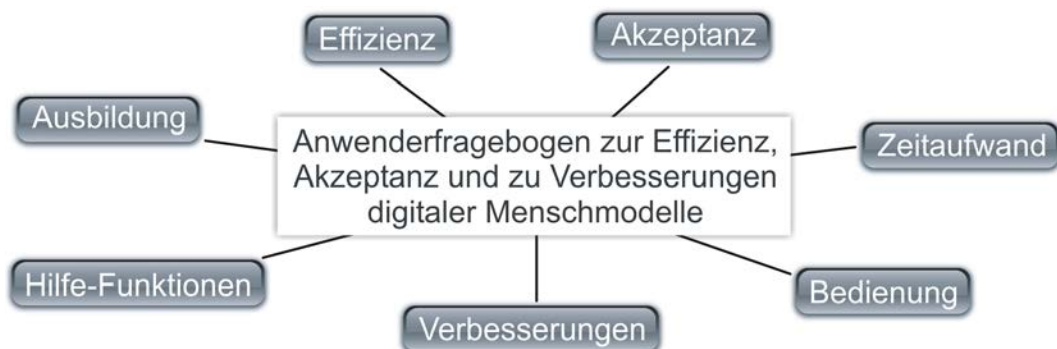 Effizienz
Akzeptanz
Ausbildung
Anwenderfragebogen zur Effizienz,
Akzeptanz und zu Verbesserungen
digitaler Menschmodelle
Zeitaufwand
Hilfe-Funktionen
Verbesserungen
Bedienung